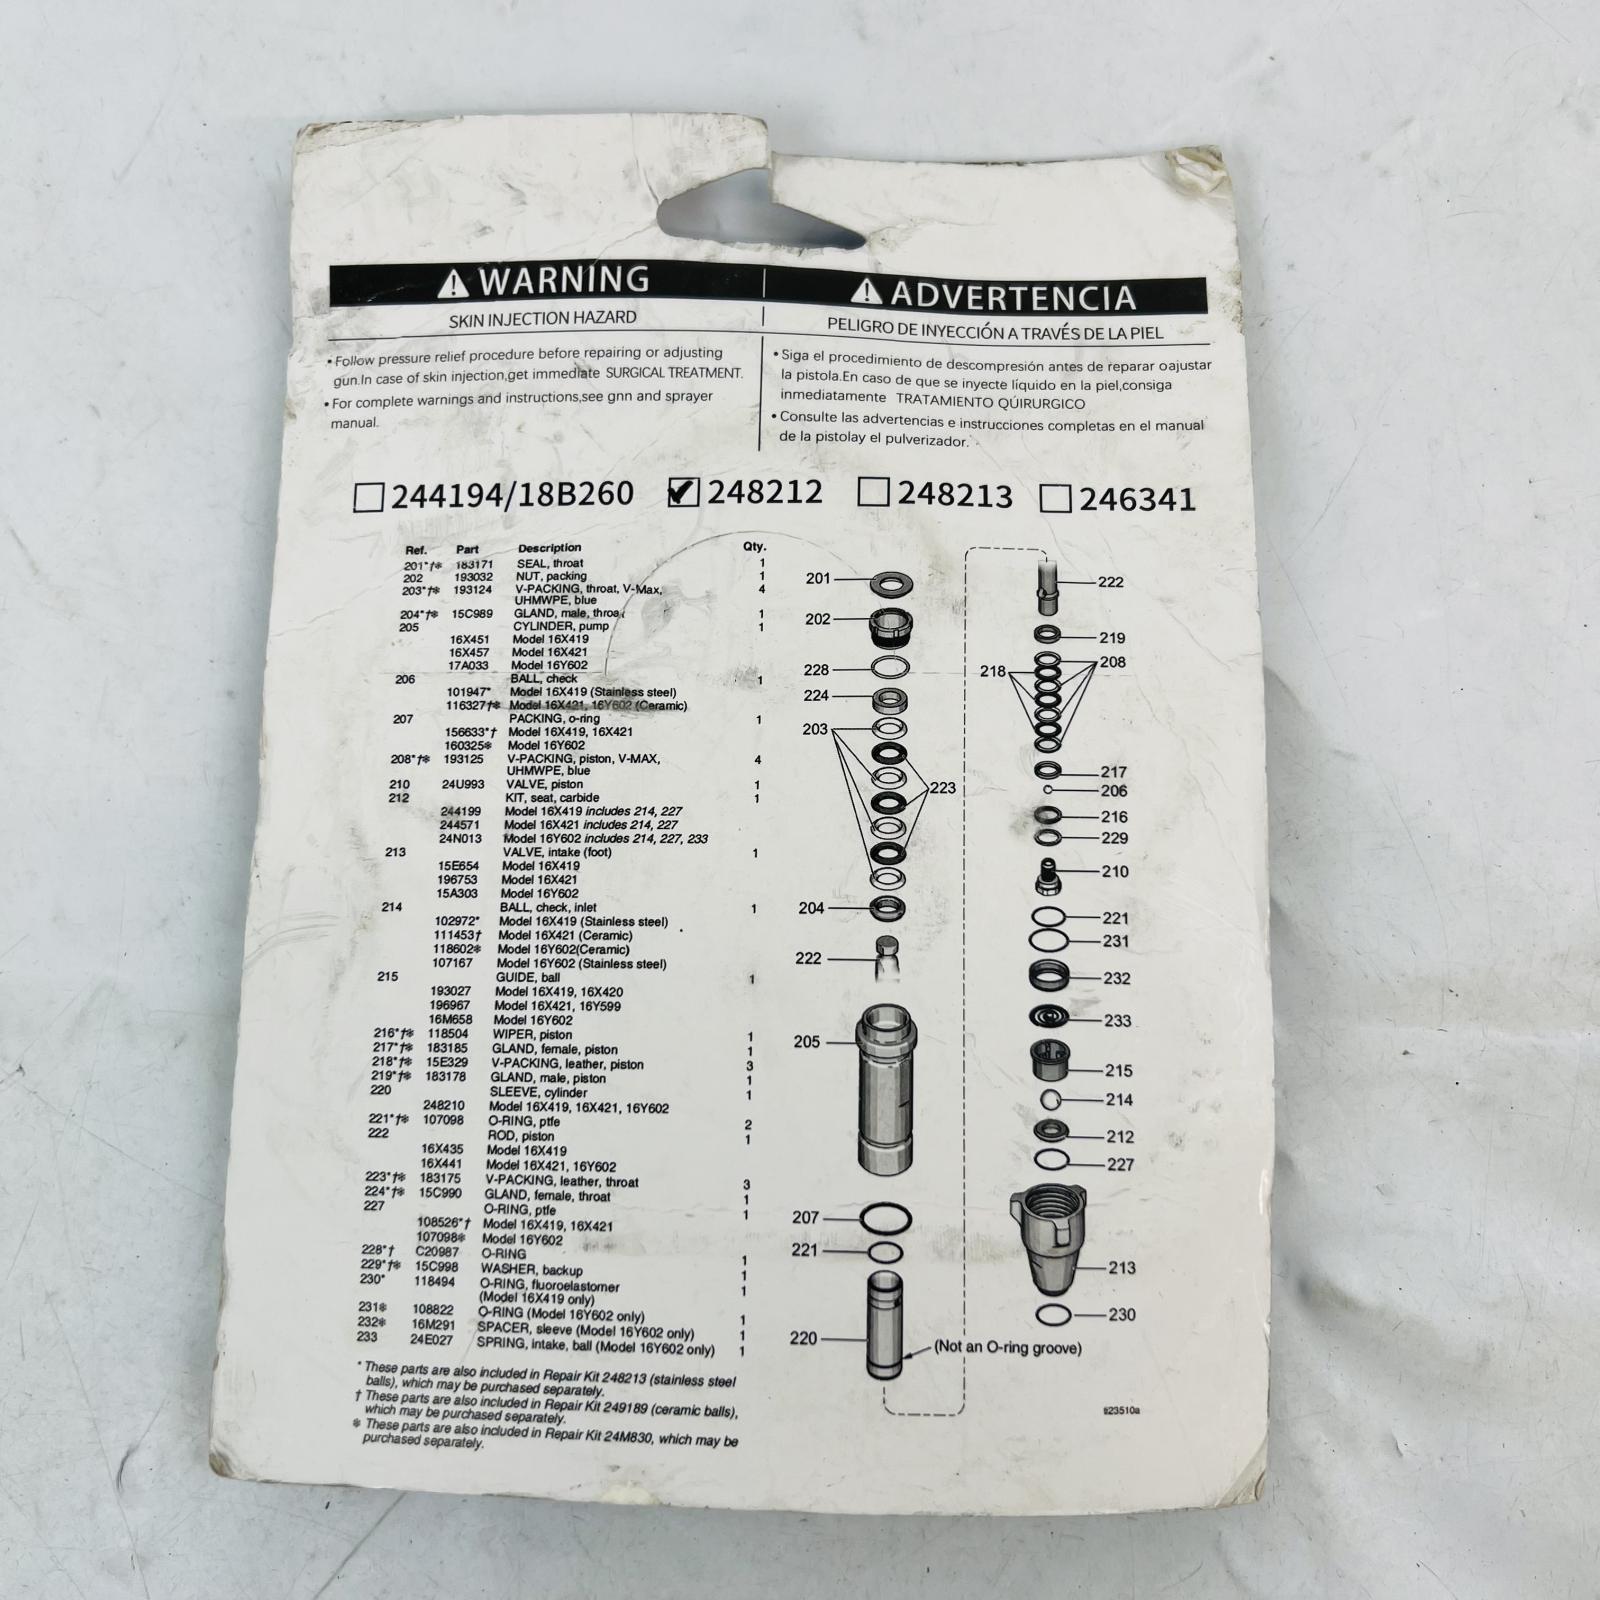 WARNING
SKIN INJECTION HAZARD
• Follow pressure relief procedure before repairing or adjusting
gun.In case of skin injection,get immediate SURGICAL TREATMENT.
• For complete warnings and instructions,see gnn and sprayer
manual.
ADVERTENCIA
PELIGRO DE INYECCIÓN A TRAVÉS DE LA PIEL
• Siga el procedimiento de descompresión antes de reparar oajustar
la pistola.En caso de que se inyecte líquido en la piel,consiga
inmediatamente TRATAMIENTO QÚIRURGICO
• Consulte las advertencias e instrucciones completas en el manual
de la pistolay el pulverizador.
244194/18B260 ✔ 248212 248213 246341
Ref. Part Description Qty.
201*†❄ 183171 SEAL, throat 1
202 193032 NUT, packing 1
203*†❄ 193124 V-PACKING, throat, V-Max, 4
UHMWPE, blue
204*†❄ 15C989 GLAND, male, throa 1
205 CYLINDER, pump 1
16X451 Model 16X419
16X457 Model 16X421
17A033 Model 16Y602
206 BALL, check 1
101947* Model 16X419 (Stainless steel)
116327†❄ Model 16X421, 16Y602 (Ceramic)
207 PACKING, o-ring 1
156633*† Model 16X419, 16X421
160325❄ Model 16Y602
208*†❄ 193125 V-PACKING, piston, V-MAX, 4
UHMWPE, blue
210 24U993 VALVE, piston 1
212 KIT, seat, carbide 1
244199 Model 16X419 includes 214, 227
244571 Model 16X421 includes 214, 227
24N013 Model 16Y602 includes 214, 227, 233
213 VALVE, intake (foot) 1
15E654 Model 16X419
196753 Model 16X421
15A303 Model 16Y602
214 BALL, check, inlet 1
102972* Model 16X419 (Stainless steel)
111453† Model 16X421 (Ceramic)
118602❄ Model 16Y602(Ceramic)
107167 Model 16Y602 (Stainless steel)
215 GUIDE, ball 1
193027 Model 16X419, 16X420
196967 Model 16X421, 16Y599
16M658 Model 16Y602
216*†❄ 118504 WIPER, piston 1
217*†❄ 183185 GLAND, female, piston 1
218*†❄ 15E329 V-PACKING, leather, piston 3
219*†❄ 183178 GLAND, male, piston 1
220 SLEEVE, cylinder 1
248210 Model 16X419, 16X421, 16Y602
221*†❄ 107098 O-RING, ptfe 2
222 ROD, piston 1
16X435 Model 16X419
16X441 Model 16X421, 16Y602
223*†❄ 183175 V-PACKING, leather, throat 3
224*†❄ 15C990 GLAND, female, throat 1
227 O-RING, ptfe 1
108526*† Model 16X419, 16X421
107098❄ Model 16Y602
228*† C20987 O-RING 1
229*†❄ 15C998 WASHER, backup 1
230* 118494 O-RING, fluoroelastomer 1
(Model 16X419 only)
231❄ 108822 O-RING (Model 16Y602 only) 1
232❄ 16M291 SPACER, sleeve (Model 16Y602 only) 1
233 24E027 SPRING, intake, ball (Model 16Y602 only) 1
* These parts are also included in Repair Kit 248213 (stainless steel
balls), which may be purchased separately.
† These parts are also included in Repair Kit 249189 (ceramic balls),
which may be purchased separately.
❄ These parts are also included in Repair Kit 24M830, which may be
purchased separately.
201
202
228
224
203
223
204
222
205
207
221
220
(Not an O-ring groove)
222
219
218
208
217
206
216
229
210
221
231
232
233
215
214
212
227
213
230